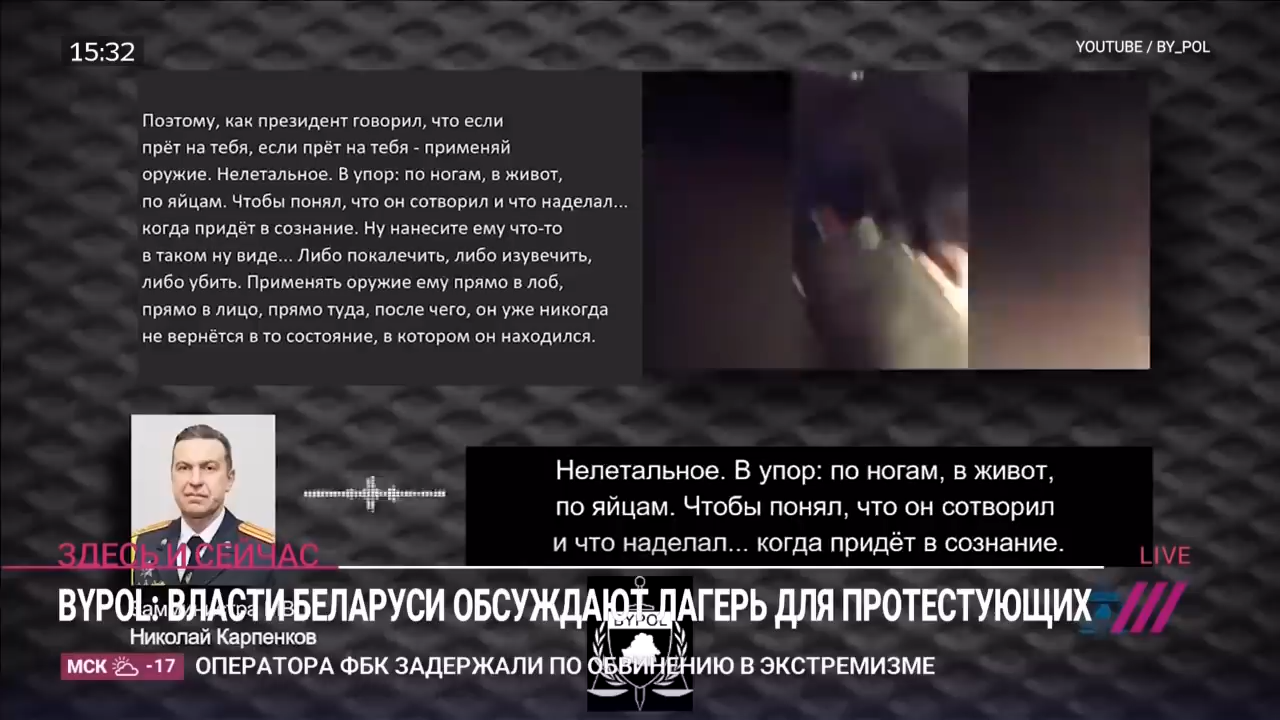 15:32
YOUTUBE / BY_POL
Поэтому, как президент говорил, что если
прёт на тебя, если прёт на тебя - применяй
оружие. Нелетальное. В упор: по ногам, в живот,
по яйцам. Чтобы понял, что он сотворил и что наделал...
когда придёт в сознание. Ну нанесите ему что-то
в таком ну виде... Либо покалечить, либо изувечить,
либо убить. Применять оружие ему прямо в лоб,
прямо в лицо, прямо туда, после чего, он уже никогда
не вернётся в то состояние, в котором он находился.
Нелетальное. В упор: по ногам, в живот,
по яйцам. Чтобы понял, что он сотворил
и что наделал... когда придёт в сознание.
ЗДЕСЬ И СЕЙЧАС
LIVE
BYPOL: ВЛАСТИ БЕЛАРУСИ ОБСУЖДАЮТ ЛАГЕРЬ ДЛЯ ПРОТЕСТУЮЩИХ
BYPOL
Николай Карпенков
МСК -17 ОПЕРАТОРА ФБК ЗАДЕРЖАЛИ ПО ОБВИНЕНИЮ В ЭКСТРЕМИЗМЕ